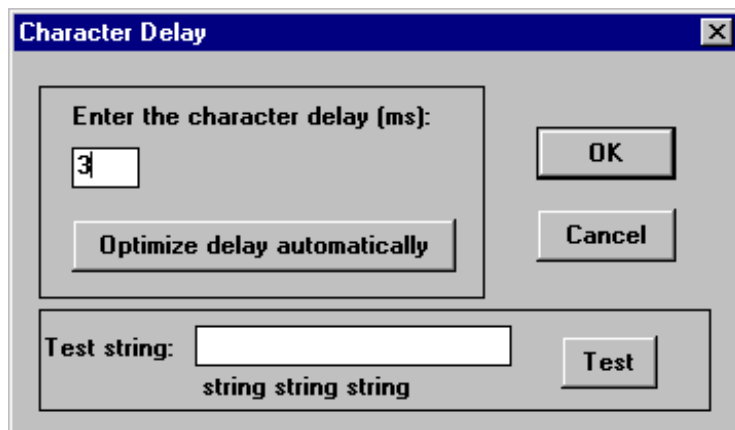 Character Delay
Enter the character delay (ms):
3
OK
Optimize delay automatically
Cancel
Test string:
Test
string string string